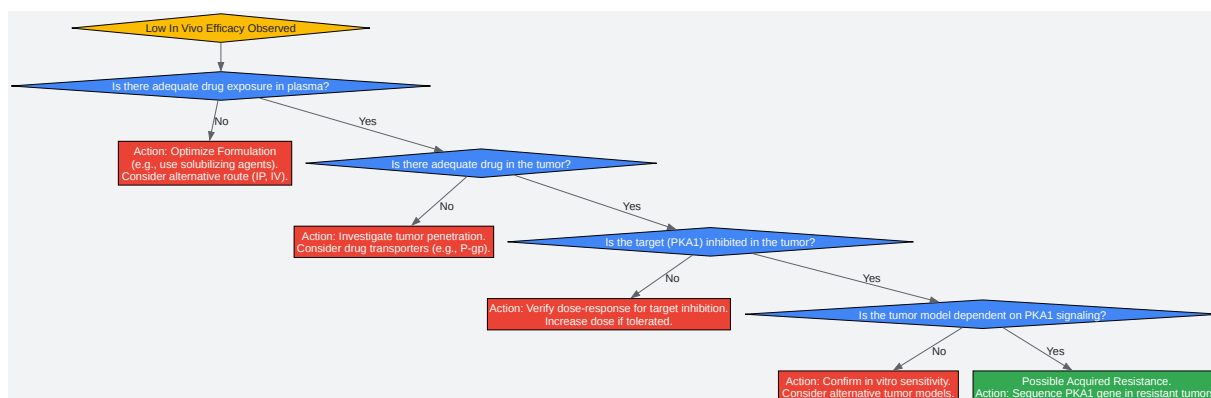 Low In Vivo Efficacy Observed
Is there adequate drug exposure in plasma?
No
Yes
Action: Optimize Formulation
(e.g., use solubilizing agents).
Consider alternative route (IP, IV).
Is there adequate drug in the tumor?
No
Yes
Action: Investigate tumor penetration.
Consider drug transporters (e.g., P-gp).
Is the target (PKA1) inhibited in the tumor?
No
Yes
Action: Verify dose-response for target inhibition.
Increase dose if tolerated.
Is the tumor model dependent on PKA1 signaling?
No
Yes
Action: Confirm in vitro sensitivity.
Consider alternative tumor models.
Possible Acquired Resistance.
Action: Sequence PKA1 gene in resistant tumors